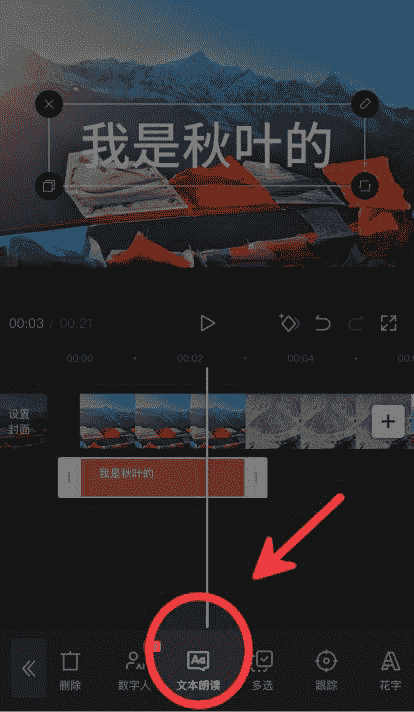 我是秋叶的
00:03 / 00:21
00:00
00:02
00:04
设置
封面
我是秋叶的
删除
数字人
文本朗读
多选
跟踪
花字